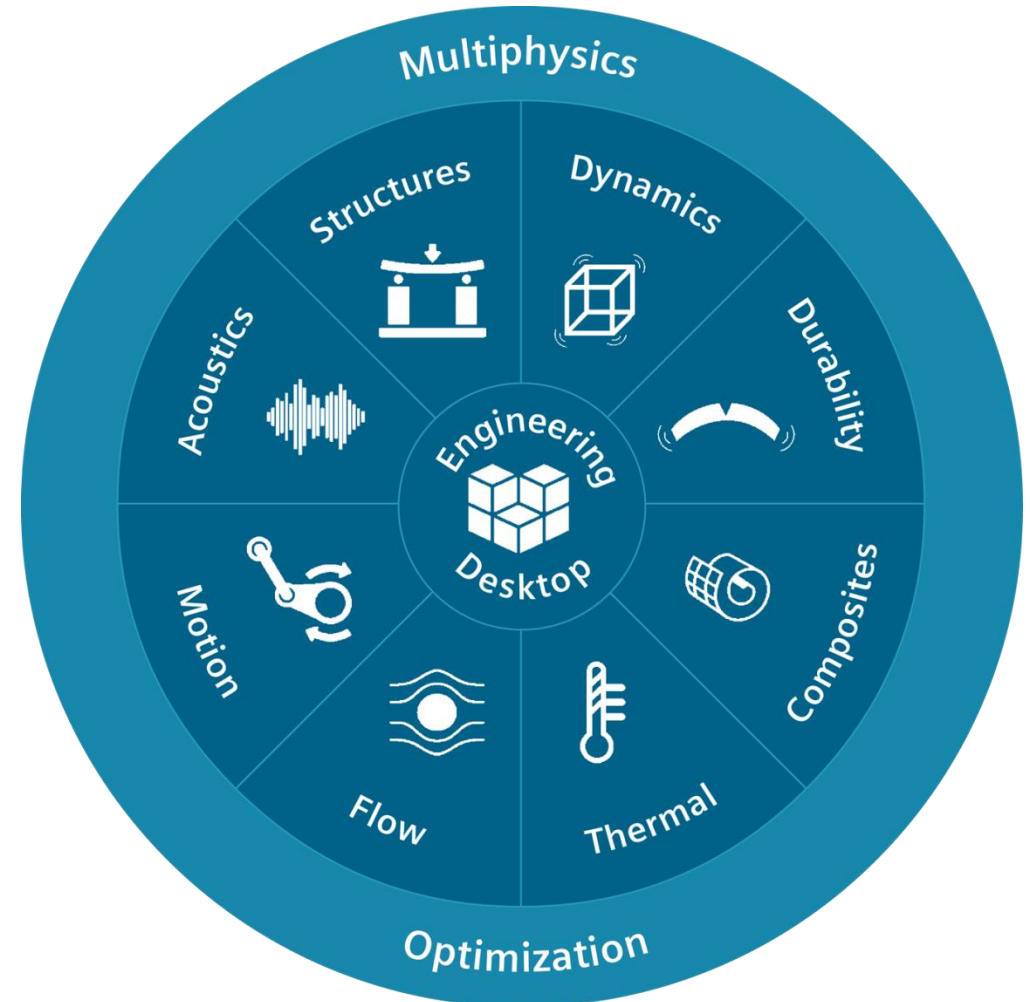 Multiphysics
Structures
Dynamics
Acoustics
Durability
Engineering
Desktop
Motion
Composites
Flow
Thermal
Optimization